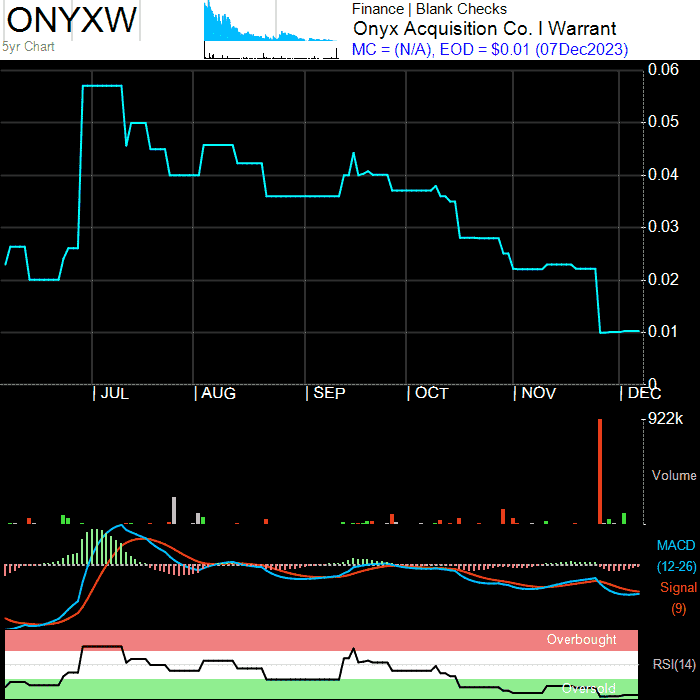 ONYXW
5yr Chart
Finance | Blank Checks
Onyx Acquisition Co. I Warrant
MC = (N/A), EOD = $0.01 (07Dec2023)
0.06
0.05
0.04
0.03
0.02
0.01
0
| JUL | AUG | SEP | OCT | NOV | DEC
922k
Volume
MACD
(12-26)
Signal
(9)
Overbought
RSI(14)
Oversold